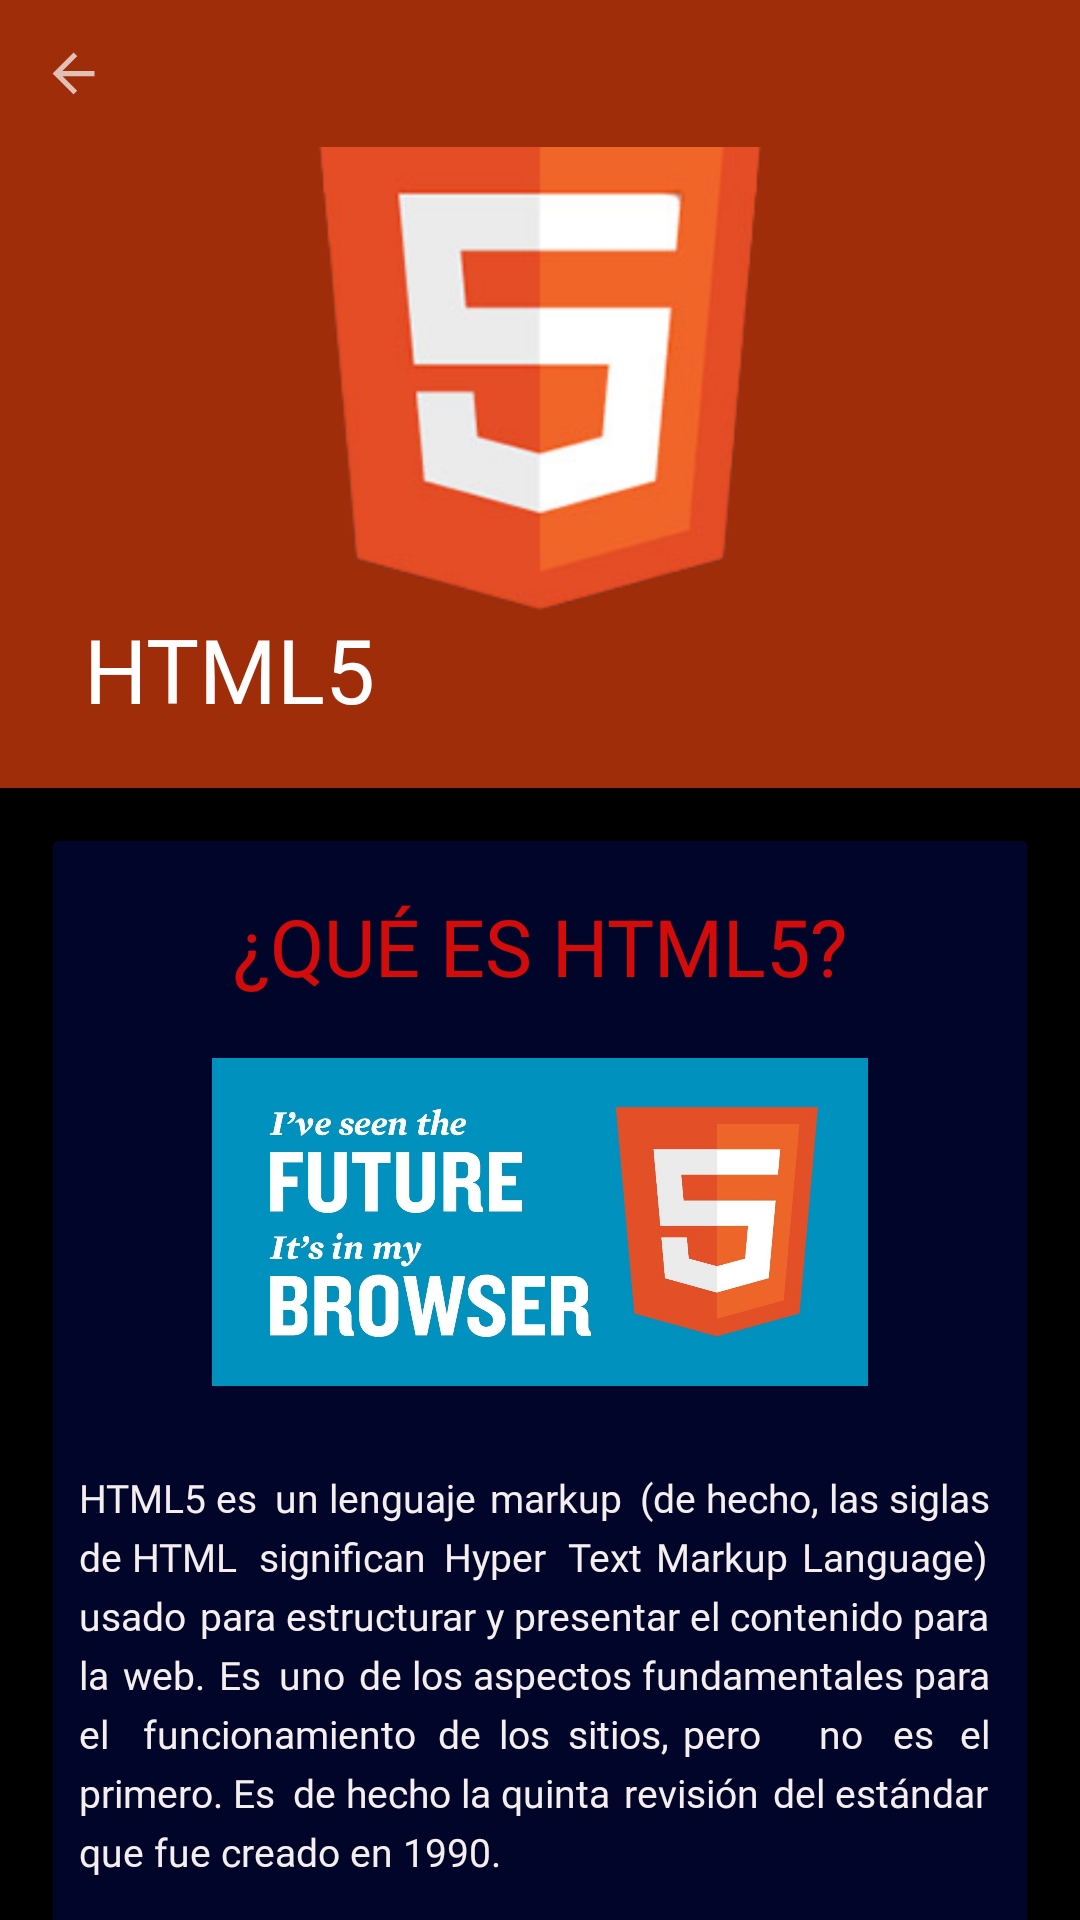 HTML5
¿QUÉ ES HTML5?
I've seen the
FUTURE
It's in my
BROWSER
HTML5 es un lenguaje markup (de hecho, las siglas
de HTML significan Hyper Text Markup Language)
usado para estructurar y presentar el contenido para
la web. Es uno de los aspectos fundamentales para
el funcionamiento de los sitios, pero no es el
primero. Es de hecho la quinta revisión del estándar
que fue creado en 1990.